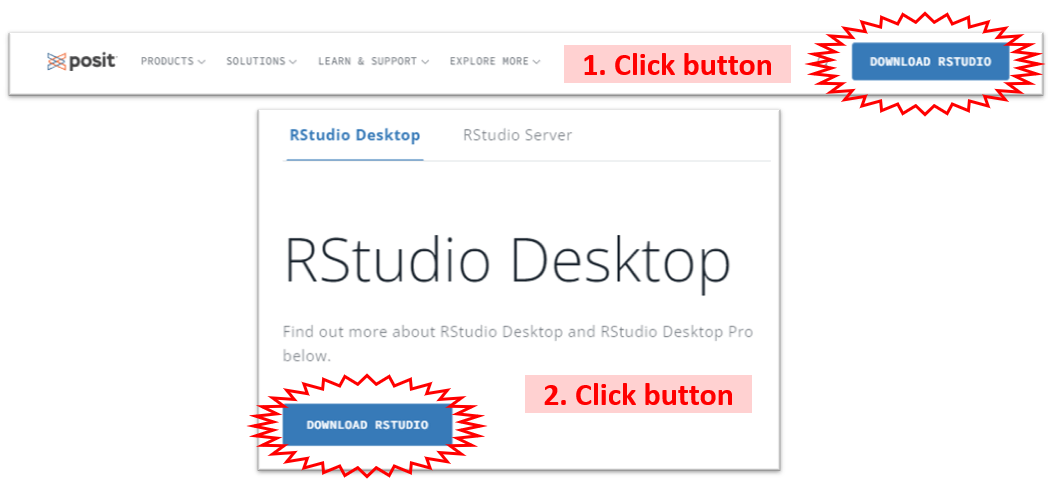 posit PRODUCTS SOLUTIONS LEARN & SUPPORT EXPLORE MORE 1. Click button DOWNLOAD RSTUDIO
RStudio Desktop RStudio Server
RStudio Desktop
Find out more about RStudio Desktop and RStudio Desktop Pro
below.
2. Click button
DOWNLOAD RSTUDIO